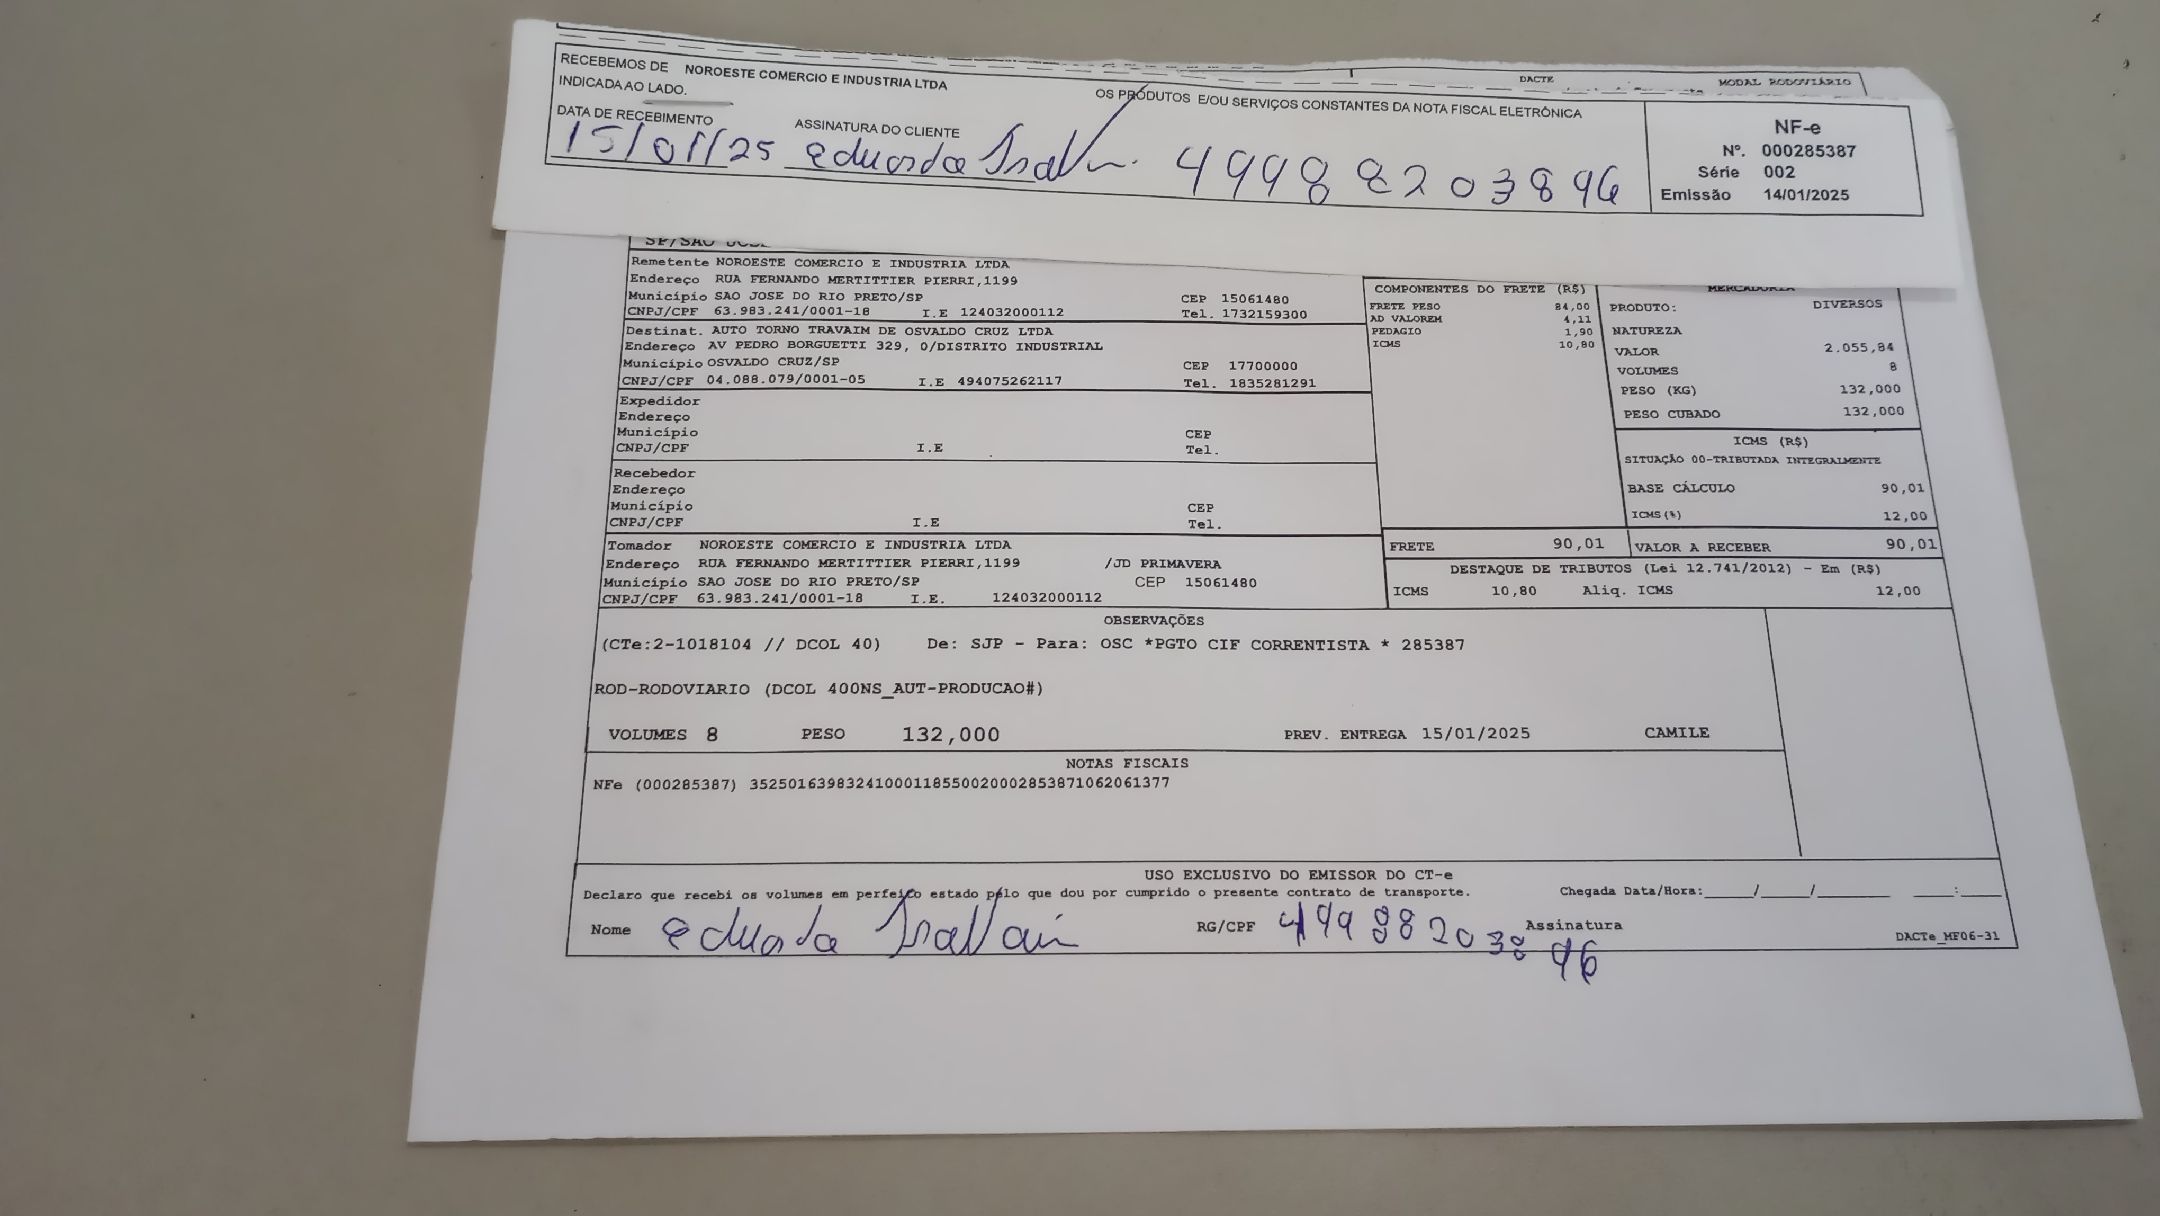 DACTE MODAL RODOVIÁRIO
RECEBEMOS DE NOROESTE COMERCIO E INDUSTRIA LTDA OS PRODUTOS E/OU SERVIÇOS CONSTANTES DA NOTA FISCAL ELETRÔNICA
INDICADA AO LADO.
DATA DE RECEBIMENTO ASSINATURA DO CLIENTE
15/01/25 eduarda 49988203896
NF-e
Nº. 000285387
Série 002
Emissão 14/01/2025
Remetente NOROESTE COMERCIO E INDUSTRIA LTDA
Endereço RUA FERNANDO MERTITTIER PIERRI,1199
Município SAO JOSE DO RIO PRETO/SP CEP 15061480
CNPJ/CPF 63.983.241/0001-18 I.E 124032000112 Tel. 1732159300
Destinat. AUTO TORNO TRAVAIM DE OSVALDO CRUZ LTDA
Endereço AV PEDRO BORGUETTI 329, 0/DISTRITO INDUSTRIAL
Município OSVALDO CRUZ/SP CEP 17700000
CNPJ/CPF 04.088.079/0001-05 I.E 494075262117 Tel. 1835281291
Expedidor
Endereço
Município CEP
CNPJ/CPF I.E Tel.
Recebedor
Endereço
Município CEP
CNPJ/CPF I.E Tel.
Tomador NOROESTE COMERCIO E INDUSTRIA LTDA
Endereço RUA FERNANDO MERTITTIER PIERRI,1199 /JD PRIMAVERA
Município SAO JOSE DO RIO PRETO/SP CEP 15061480
CNPJ/CPF 63.983.241/0001-18 I.E. 124032000112
COMPONENTES DO FRETE (R$)
FRETE PESO 84,00
AD VALOREM 4,11
PEDAGIO 1,90
ICMS 10,80
MERCADORIA
PRODUTO: DIVERSOS
NATUREZA
VALOR 2.055,84
VOLUMES 8
PESO (KG) 132,000
PESO CUBADO 132,000
ICMS (R$)
SITUAÇÃO 00-TRIBUTADA INTEGRALMENTE
BASE CÁLCULO 90,01
ICMS(%) 12,00
FRETE 90,01 VALOR A RECEBER 90,01
DESTAQUE DE TRIBUTOS (Lei 12.741/2012) - Em (R$)
ICMS 10,80 Aliq. ICMS 12,00
OBSERVAÇÕES
(CTe:2-1018104 // DCOL 40) De: SJP - Para: OSC *PGTO CIF CORRENTISTA * 285387
ROD-RODOVIARIO (DCOL 400NS_AUT-PRODUCAO#)
VOLUMES 8 PESO 132,000 PREV. ENTREGA 15/01/2025 CAMILE
NOTAS FISCAIS
NFe (000285387) 35250163983241000118550020002853871062061377
USO EXCLUSIVO DO EMISSOR DO CT-e
Declaro que recebi os volumes em perfeito estado pelo que dou por cumprido o presente contrato de transporte. Chegada Data/Hora:____/____/______ ___:____
Nome eduarda RG/CPF 49988203896 Assinatura
DACTe_MF06-31